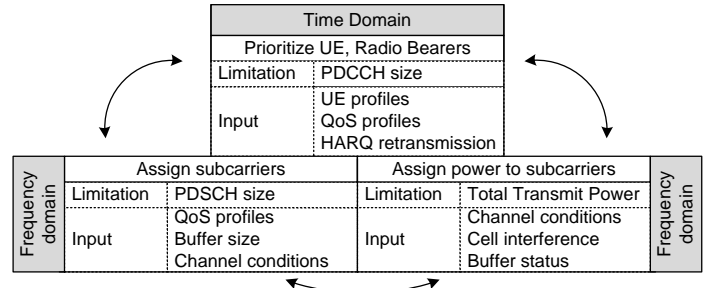 Time Domain
Prioritize UE, Radio Bearers
Limitation PDCCH size
Input
UE profiles
QoS profiles
HARQ retransmission
Frequency
domain
Assign subcarriers
Limitation PDSCH size
Input
QoS profiles
Buffer size
Channel conditions
Assign power to subcarriers
Limitation Total Transmit Power
Input
Channel conditions
Cell interference
Buffer status
Frequency
domain